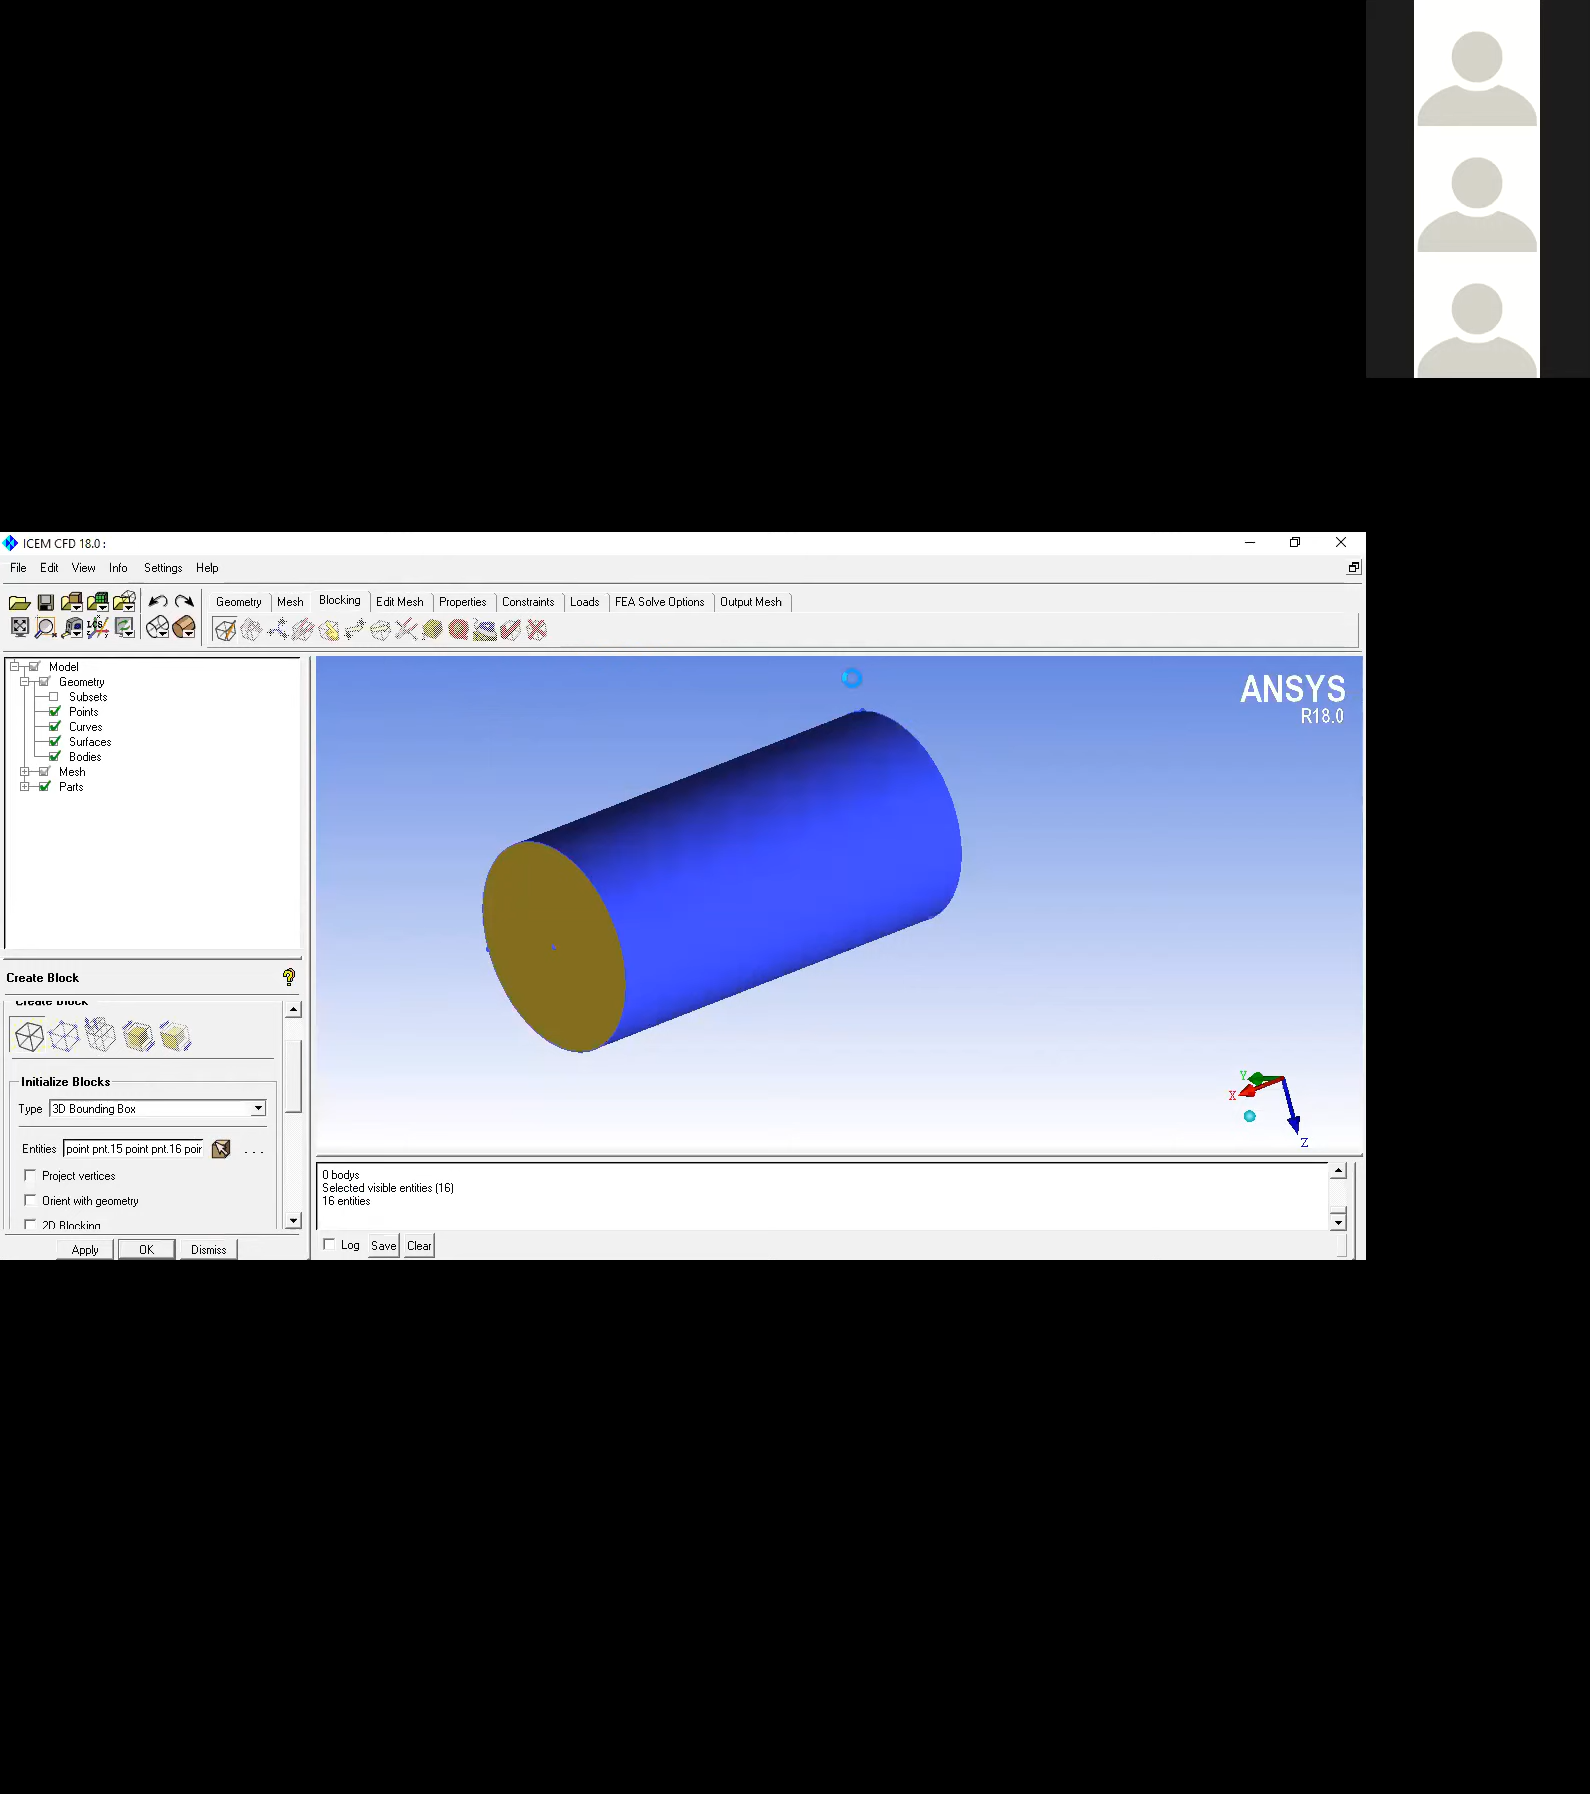 ICEM CFD 18.0 :
File Edit View Info Settings Help
Geometry Mesh Blocking Edit Mesh Properties Constraints Loads FEA Solve Options Output Mesh
LCS
Model
Geometry
Subsets
Points
Curves
Surfaces
Bodies
Mesh
Parts
ANSYS
R18.0
Create Block
Create Block
Initialize Blocks
Type 3D Bounding Box
Entities point pnt.15 point pnt.16 poir ...
Project vertices
Orient with geometry
2D Blocking
Apply OK Dismiss
Y
X
Z
0 bodys
Selected visible entities (16)
16 entities
Log Save Clear